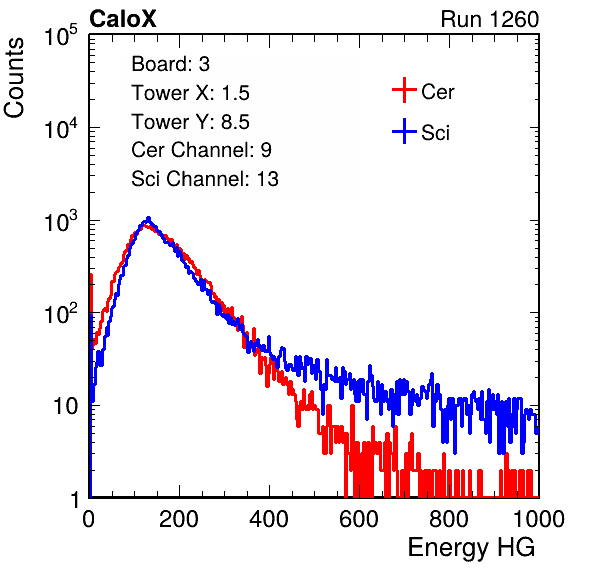 CaloX Run 1260
Counts
Board: 3
Tower X: 1.5
Tower Y: 8.5
Cer Channel: 9
Sci Channel: 13
Cer
Sci
10^5
10^4
10^3
10^2
10
1
0 200 400 600 800 1000
Energy HG